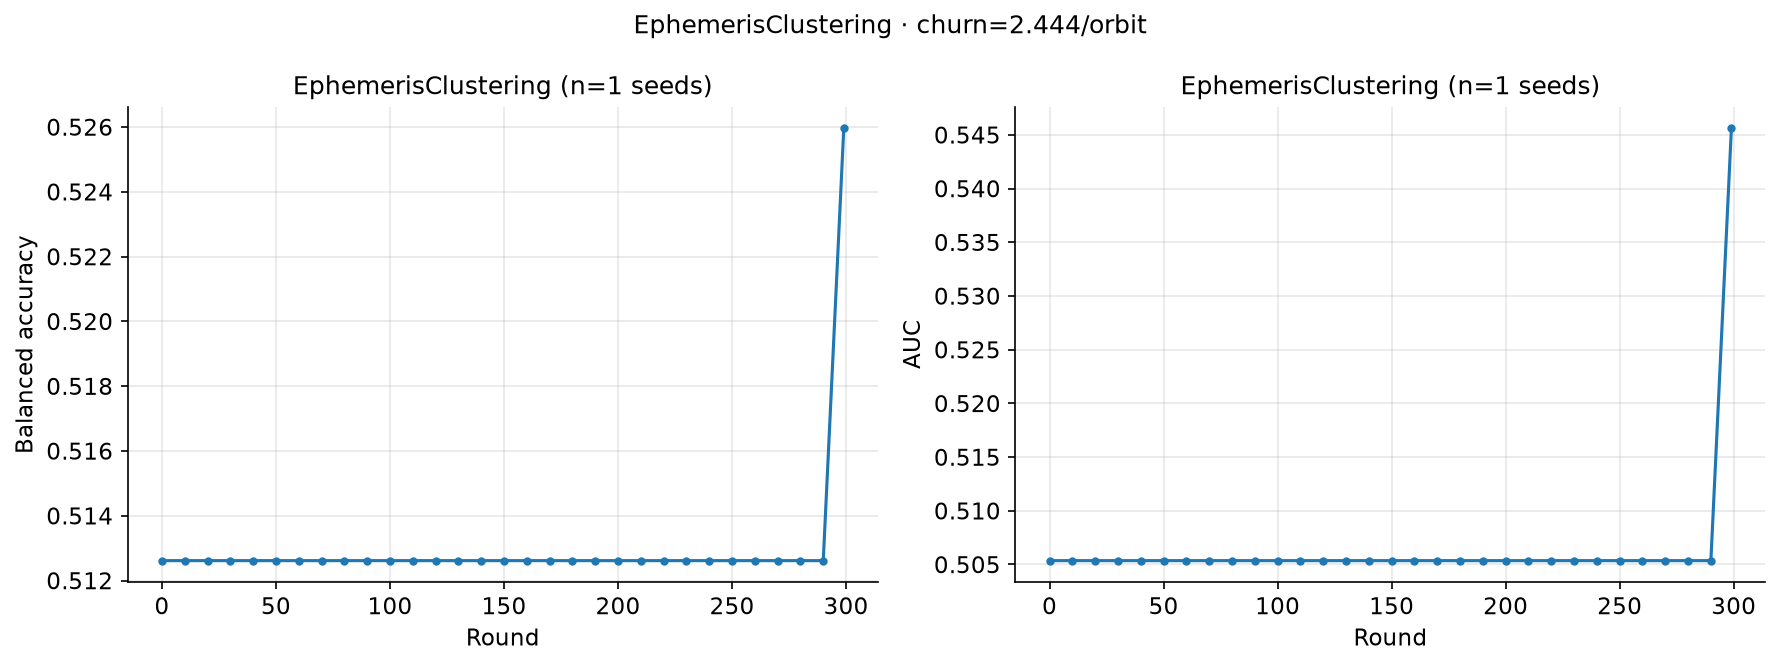 EphemerisClustering · churn=2.444/orbit
EphemerisClustering (n=1 seeds)
Balanced accuracy
0.526
0.524
0.522
0.520
0.518
0.516
0.514
0.512
0 50 100 150 200 250 300
Round
EphemerisClustering (n=1 seeds)
AUC
0.545
0.540
0.535
0.530
0.525
0.520
0.515
0.510
0.505
0 50 100 150 200 250 300
Round